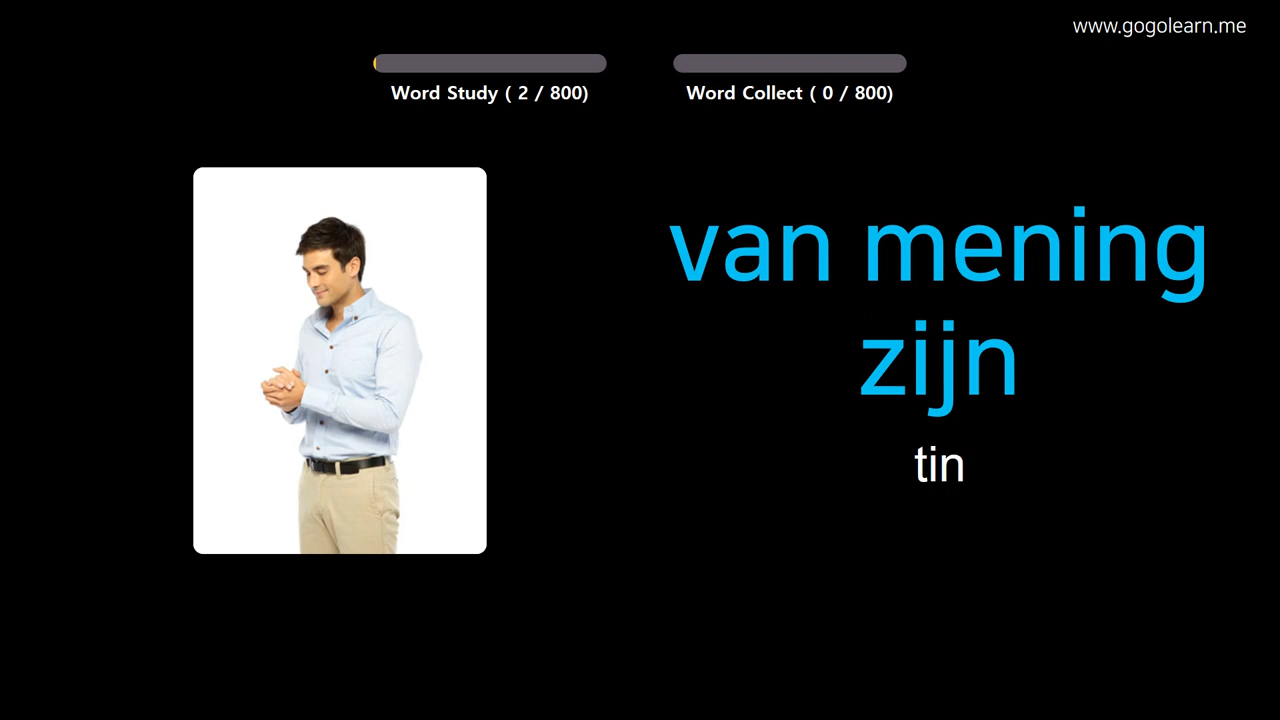 www.gogolearn.me
Word Study ( 2 / 800)
Word Collect ( 0 / 800)
van mening
zijn
tin